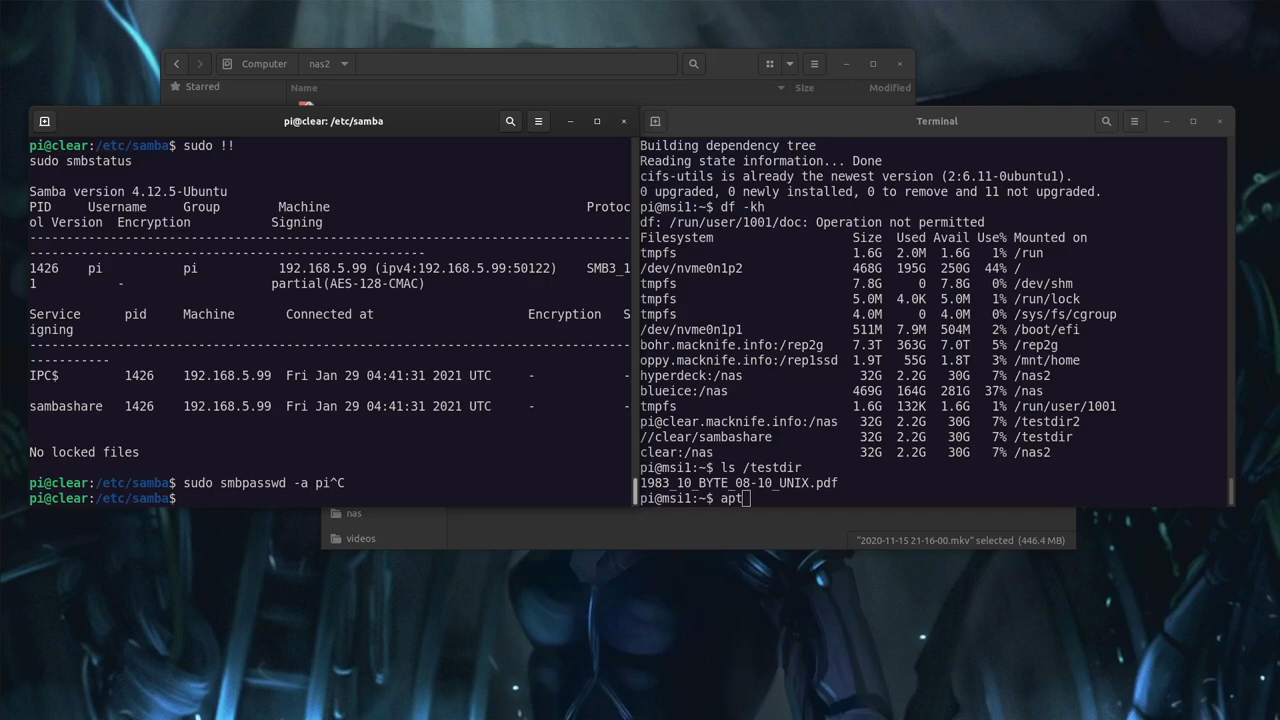 Computer nas2
Starred
Name Size Modified
pi@clear: /etc/samba
pi@clear:/etc/samba$ sudo !!
sudo smbstatus
Samba version 4.12.5-Ubuntu
PID Username Group Machine Protoc
ol Version Encryption Signing
----------------------------------------------------------------------------------
------------------------------------------------------
1426 pi pi 192.168.5.99 (ipv4:192.168.5.99:50122) SMB3_1
1 - partial(AES-128-CMAC)
Service pid Machine Connected at Encryption S
igning
----------------------------------------------------------------------------------
-----------
IPC$ 1426 192.168.5.99 Fri Jan 29 04:41:31 2021 UTC - -
sambashare 1426 192.168.5.99 Fri Jan 29 04:41:31 2021 UTC - -
No locked files
pi@clear:/etc/samba$ sudo smbpasswd -a pi^C
pi@clear:/etc/samba$
Terminal
Building dependency tree
Reading state information... Done
cifs-utils is already the newest version (2:6.11-0ubuntu1).
0 upgraded, 0 newly installed, 0 to remove and 11 not upgraded.
pi@msi1:~$ df -kh
df: /run/user/1001/doc: Operation not permitted
Filesystem Size Used Avail Use% Mounted on
tmpfs 1.6G 2.0M 1.6G 1% /run
/dev/nvme0n1p2 468G 195G 250G 44% /
tmpfs 7.8G 0 7.8G 0% /dev/shm
tmpfs 5.0M 4.0K 5.0M 1% /run/lock
tmpfs 4.0M 0 4.0M 0% /sys/fs/cgroup
/dev/nvme0n1p1 511M 7.9M 504M 2% /boot/efi
bohr.macknife.info:/rep2g 7.3T 363G 7.0T 5% /rep2g
oppy.macknife.info:/rep1ssd 1.9T 55G 1.8T 3% /mnt/home
hyperdeck:/nas 32G 2.2G 30G 7% /nas2
blueice:/nas 469G 164G 281G 37% /nas
tmpfs 1.6G 132K 1.6G 1% /run/user/1001
pi@clear.macknife.info:/nas 32G 2.2G 30G 7% /testdir2
//clear/sambashare 32G 2.2G 30G 7% /testdir
clear:/nas 32G 2.2G 30G 7% /nas2
pi@msi1:~$ ls /testdir
1983_10_BYTE_08-10_UNIX.pdf
pi@msi1:~$ apt
nas
videos
"2020-11-15 21-16-00.mkv" selected (446.4 MB)